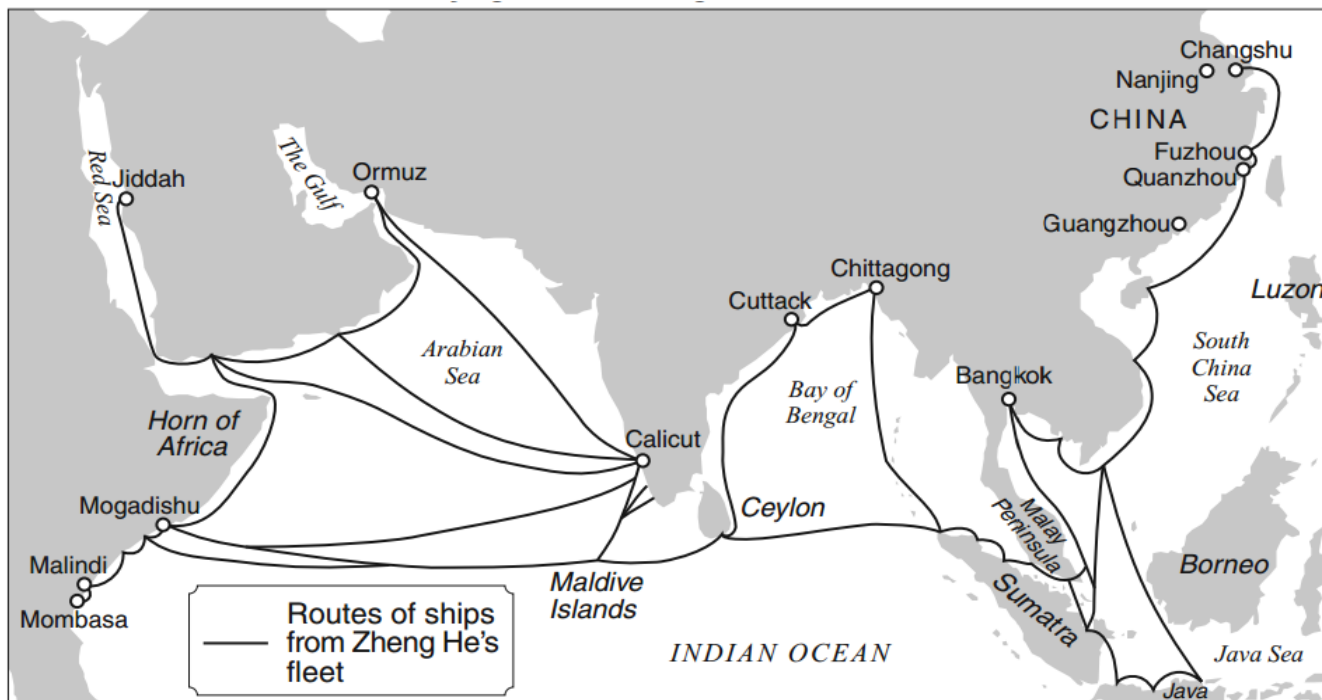 Changshu
Nanjing
CHINA
Fuzhou
Quanzhou
Guangzhou
Red Sea
Jiddah
The Gulf
Ormuz
Chittagong
Cuttack
Luzon
Arabian
Sea
Bay of
Bengal
South
China
Sea
Bangkok
Horn of
Africa
Calicut
Mogadishu
Ceylon
Malay
Peninsula
Malindi
Mombasa
Maldive
Islands
Sumatra
Borneo
Routes of ships
from Zheng He's
fleet
INDIAN OCEAN
Java Sea
Java